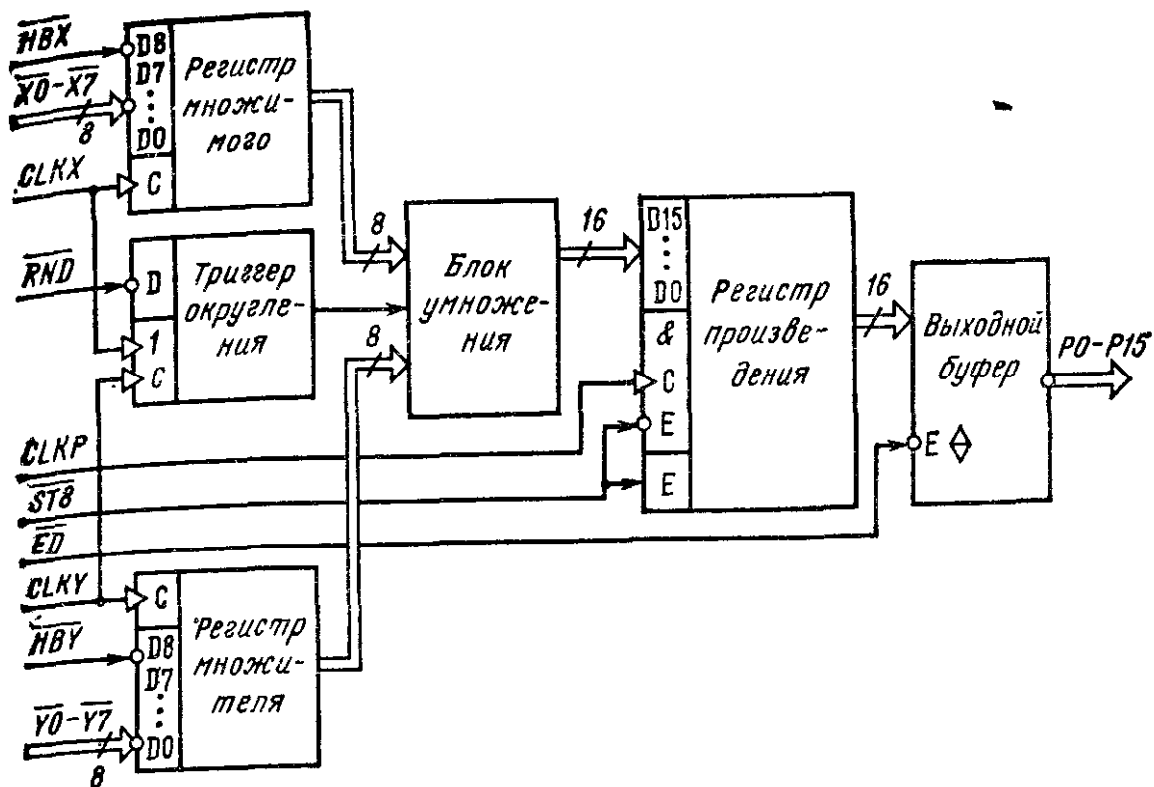 HBX
X0-X7
8
CLKX
RND
CLKP
ST8
ED
CLKY
HBY
Y0-Y7
8
D8
D7
D0
C
Регистр
множи-
мого
D
1
C
Триггер
округле-
ния
C
D8
D7
D0
Регистр
множи-
теля
8
8
Блок
умноже-
ния
16
D15
D0
&
C
E
E
Регистр
произве-
дения
16
Выходной
буфер
E
P0-P15